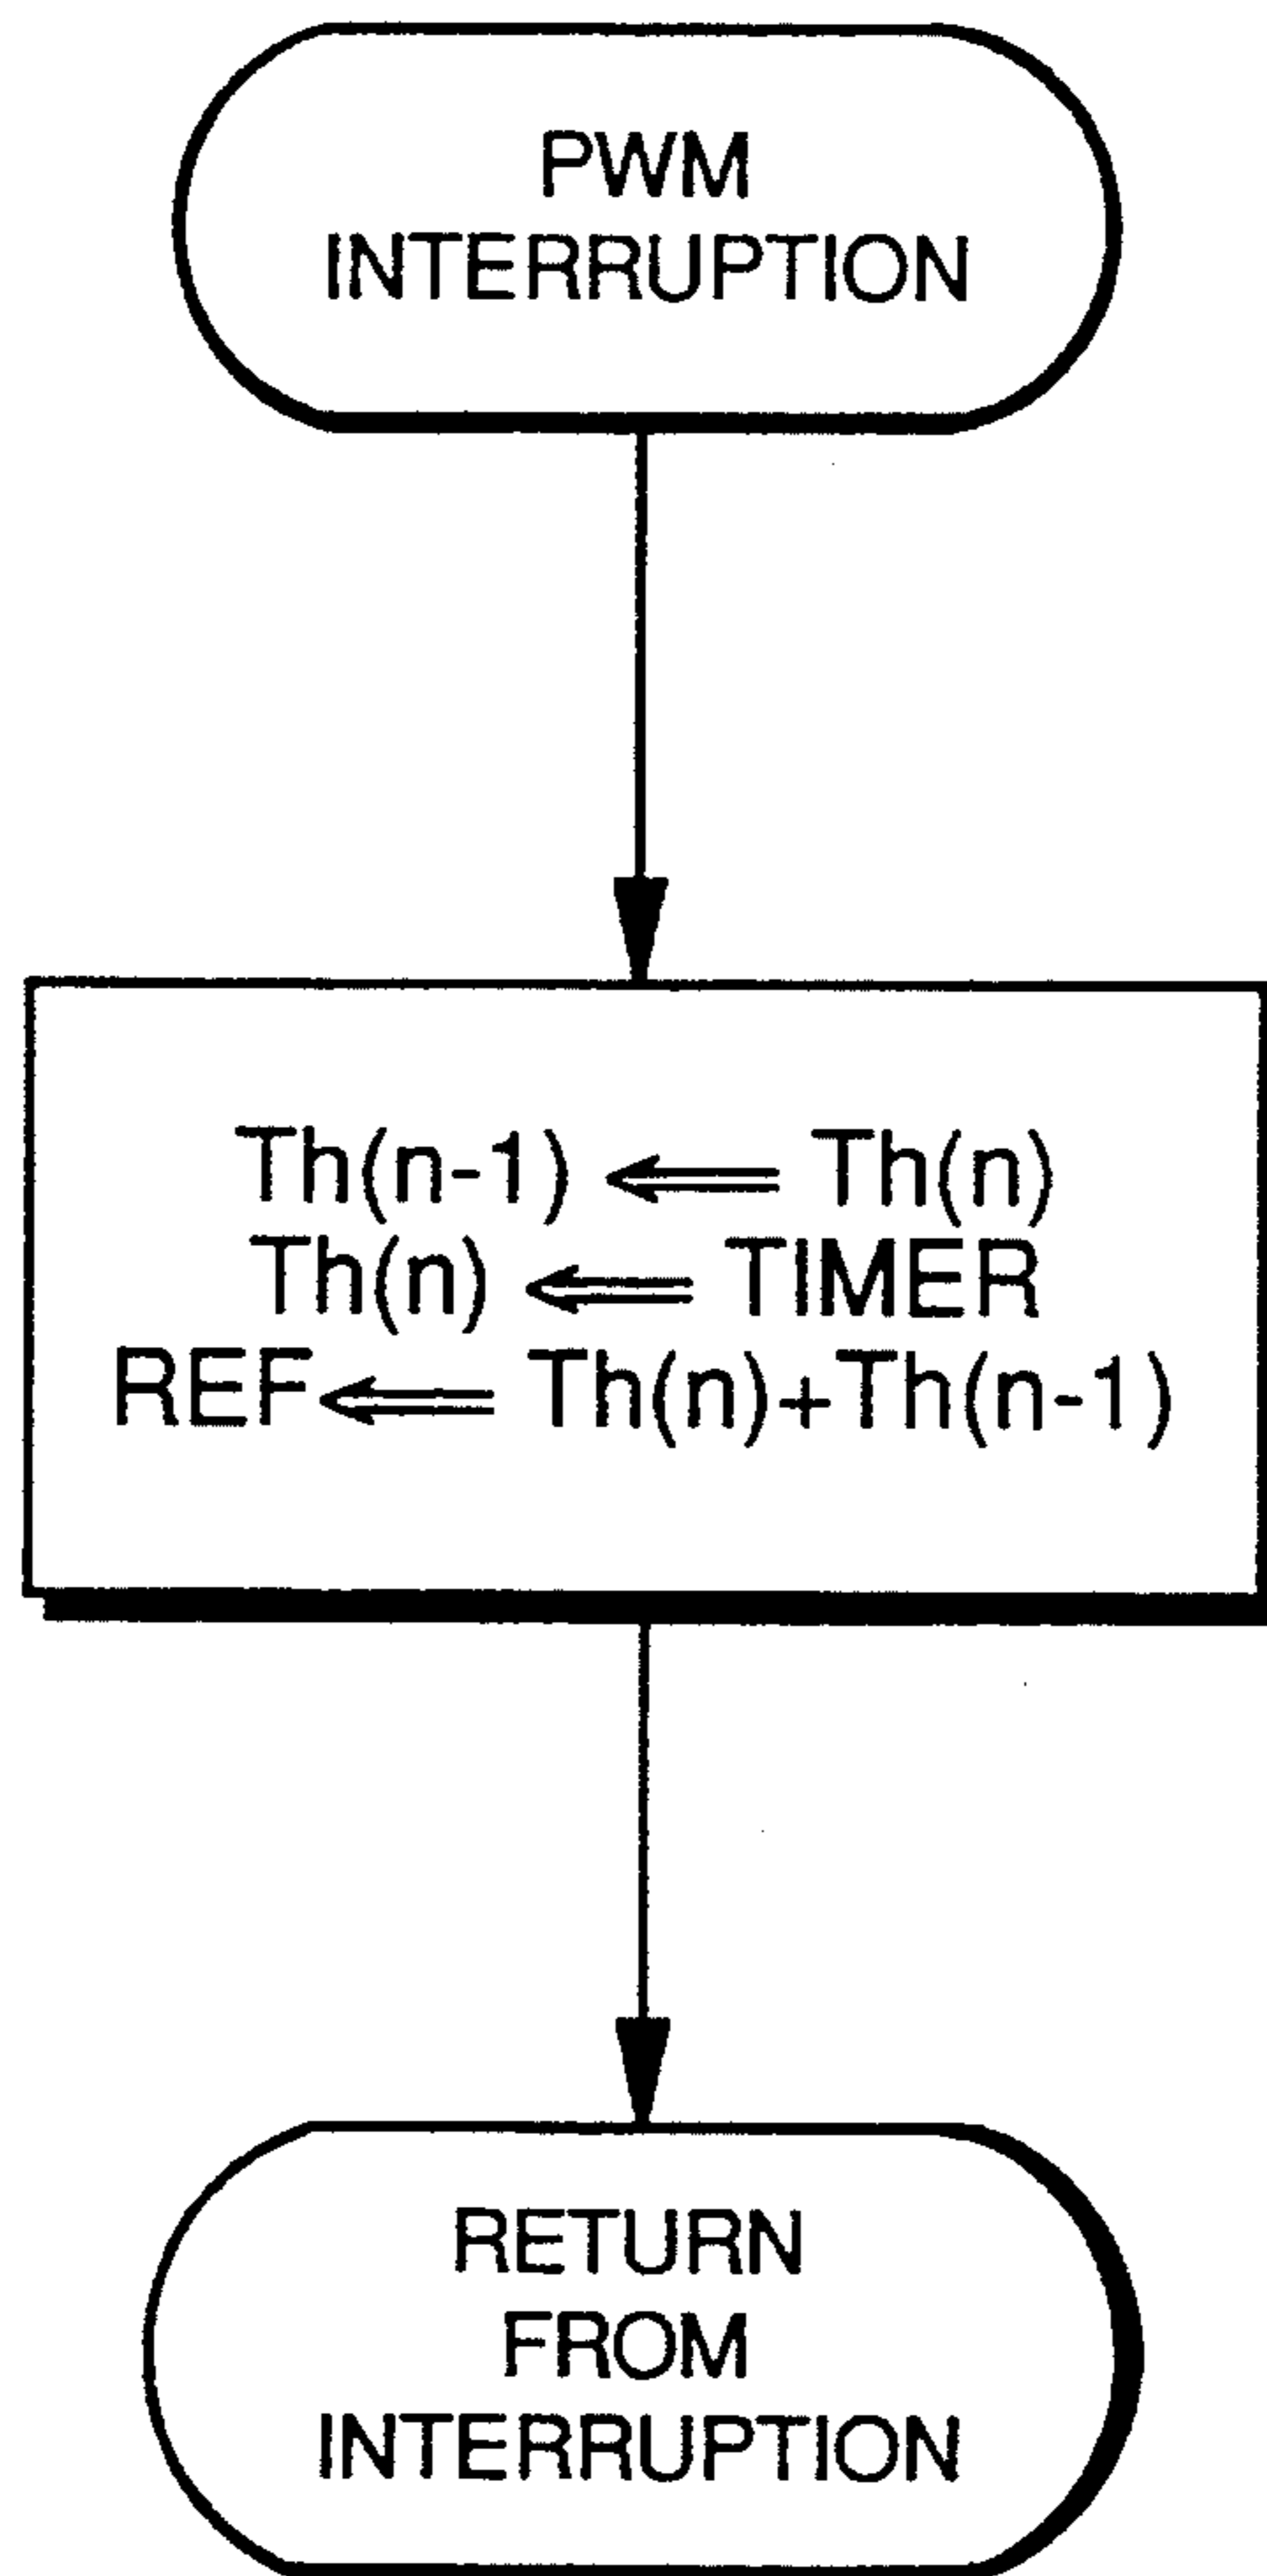 PWM
INTERRUPTION
Th(n-1) ⇐ Th(n)
Th(n) ⇐ TIMER
REF ⇐ Th(n)+Th(n-1)
RETURN
FROM
INTERRUPTION